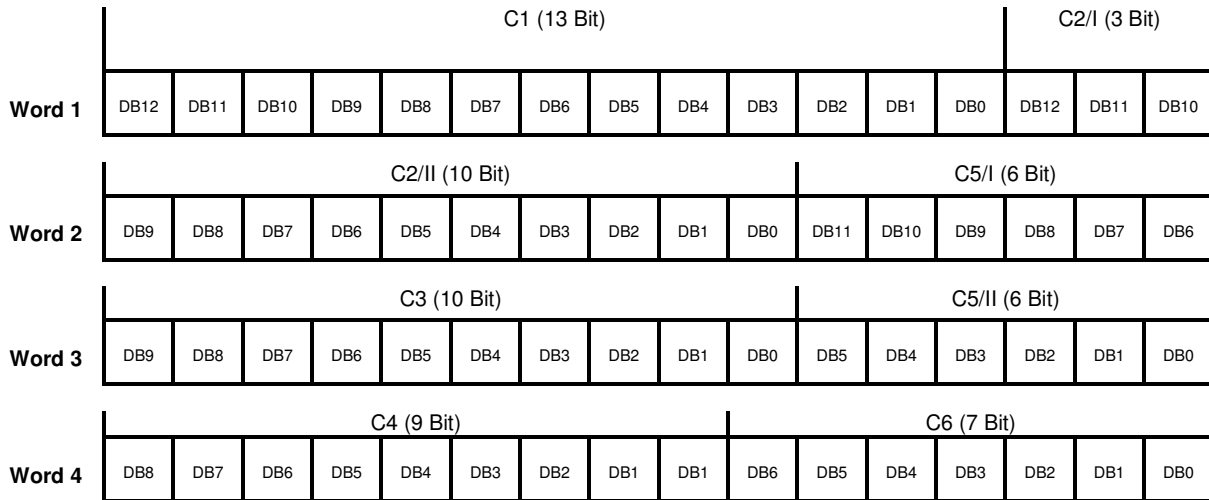 C1 (13 Bit) C2/I (3 Bit)
Word 1 DB12 DB11 DB10 DB9 DB8 DB7 DB6 DB5 DB4 DB3 DB2 DB1 DB0 DB12 DB11 DB10
C2/II (10 Bit) C5/I (6 Bit)
Word 2 DB9 DB8 DB7 DB6 DB5 DB4 DB3 DB2 DB1 DB0 DB11 DB10 DB9 DB8 DB7 DB6
C3 (10 Bit) C5/II (6 Bit)
Word 3 DB9 DB8 DB7 DB6 DB5 DB4 DB3 DB2 DB1 DB0 DB5 DB4 DB3 DB2 DB1 DB0
C4 (9 Bit) C6 (7 Bit)
Word 4 DB8 DB7 DB6 DB5 DB4 DB3 DB2 DB1 DB1 DB6 DB5 DB4 DB3 DB2 DB1 DB0